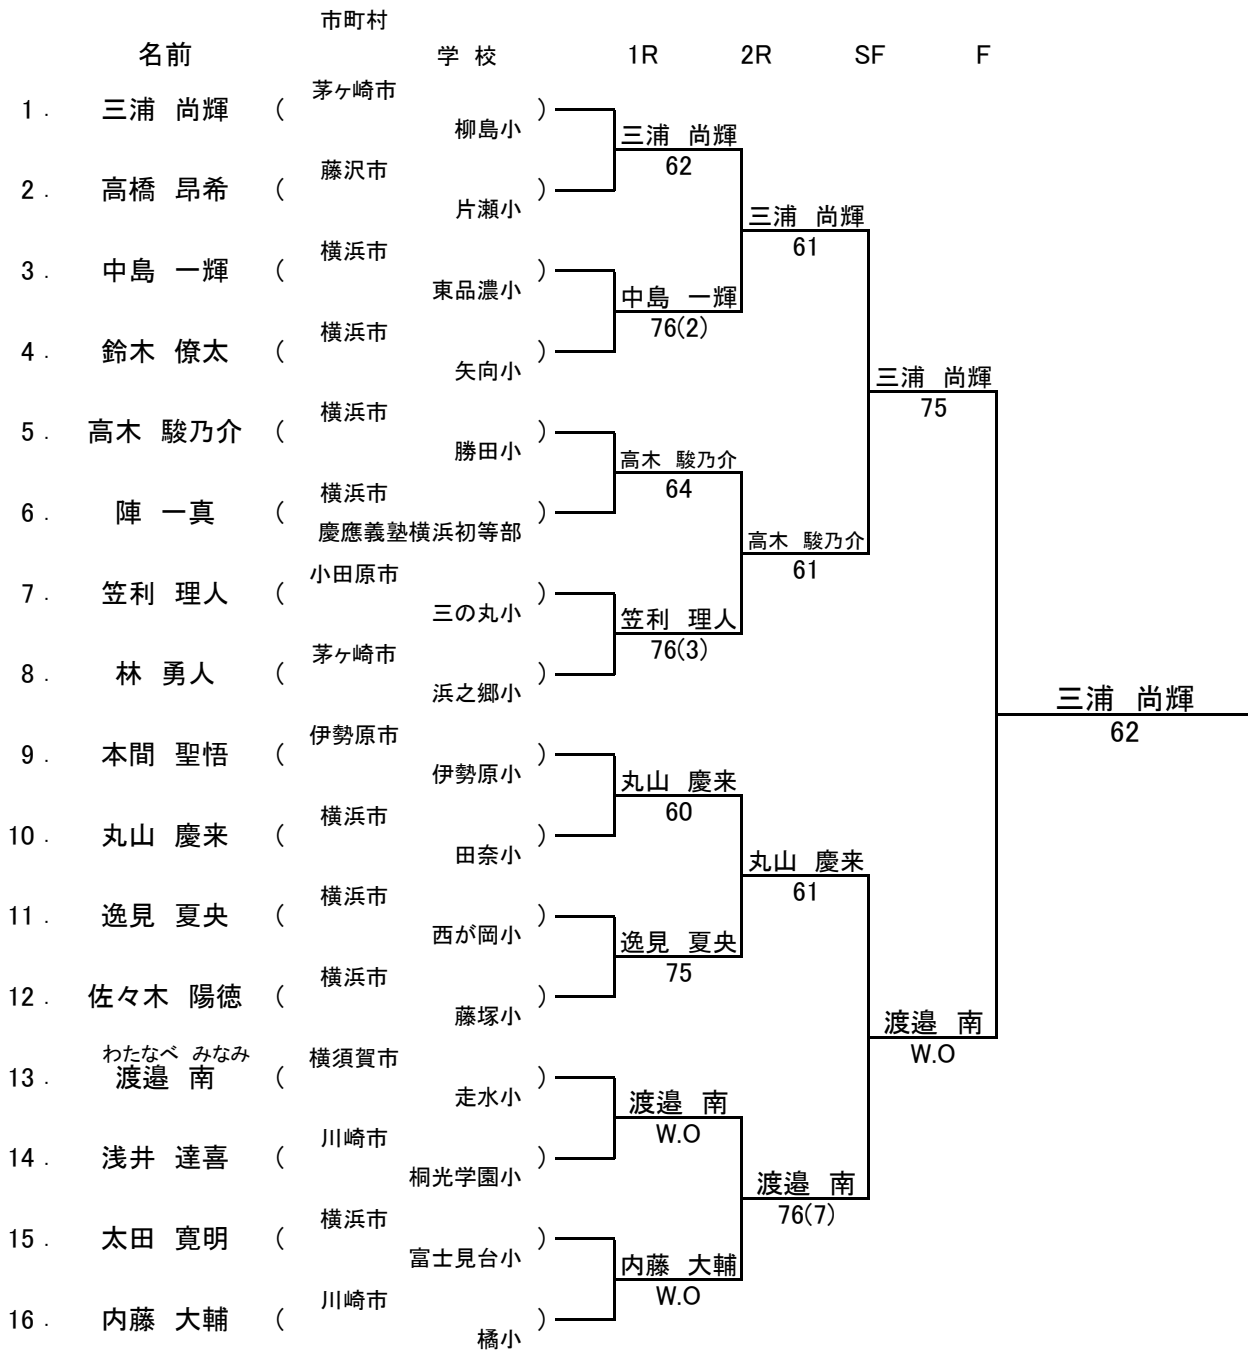 市町村
名前 学 校 1R 2R SF F
茅ヶ崎市
1 . 三浦 尚輝 ( )
柳島小
三浦 尚輝
62
藤沢市
2 . 高橋 昂希 ( )
片瀬小
三浦 尚輝
61
横浜市
3 . 中島 一輝 ( )
東品濃小
中島 一輝
76(2)
横浜市
4 . 鈴木 僚太 ( )
矢向小
三浦 尚輝
75
横浜市
5 . 高木 駿乃介 ( )
勝田小
高木 駿乃介
64
横浜市
6 . 陣 一真 ( )
慶應義塾横浜初等部
高木 駿乃介
61
小田原市
7 . 笠利 理人 ( )
三の丸小
笠利 理人
76(3)
茅ヶ崎市
8 . 林 勇人 ( )
浜之郷小
三浦 尚輝
62
伊勢原市
9 . 本間 聖悟 ( )
伊勢原小
丸山 慶来
60
横浜市
10 . 丸山 慶来 ( )
田奈小
丸山 慶来
61
横浜市
11 . 逸見 夏央 ( )
西が岡小
逸見 夏央
75
横浜市
12 . 佐々木 陽徳 ( )
藤塚小
渡邉 南
W.O
わたなべ みなみ
横須賀市
13 . 渡邉 南 ( )
走水小
渡邉 南
W.O
川崎市
14 . 浅井 達喜 ( )
桐光学園小
渡邉 南
76(7)
横浜市
15 . 太田 寛明 ( )
富士見台小
内藤 大輔
W.O
川崎市
16 . 内藤 大輔 ( )
橘小